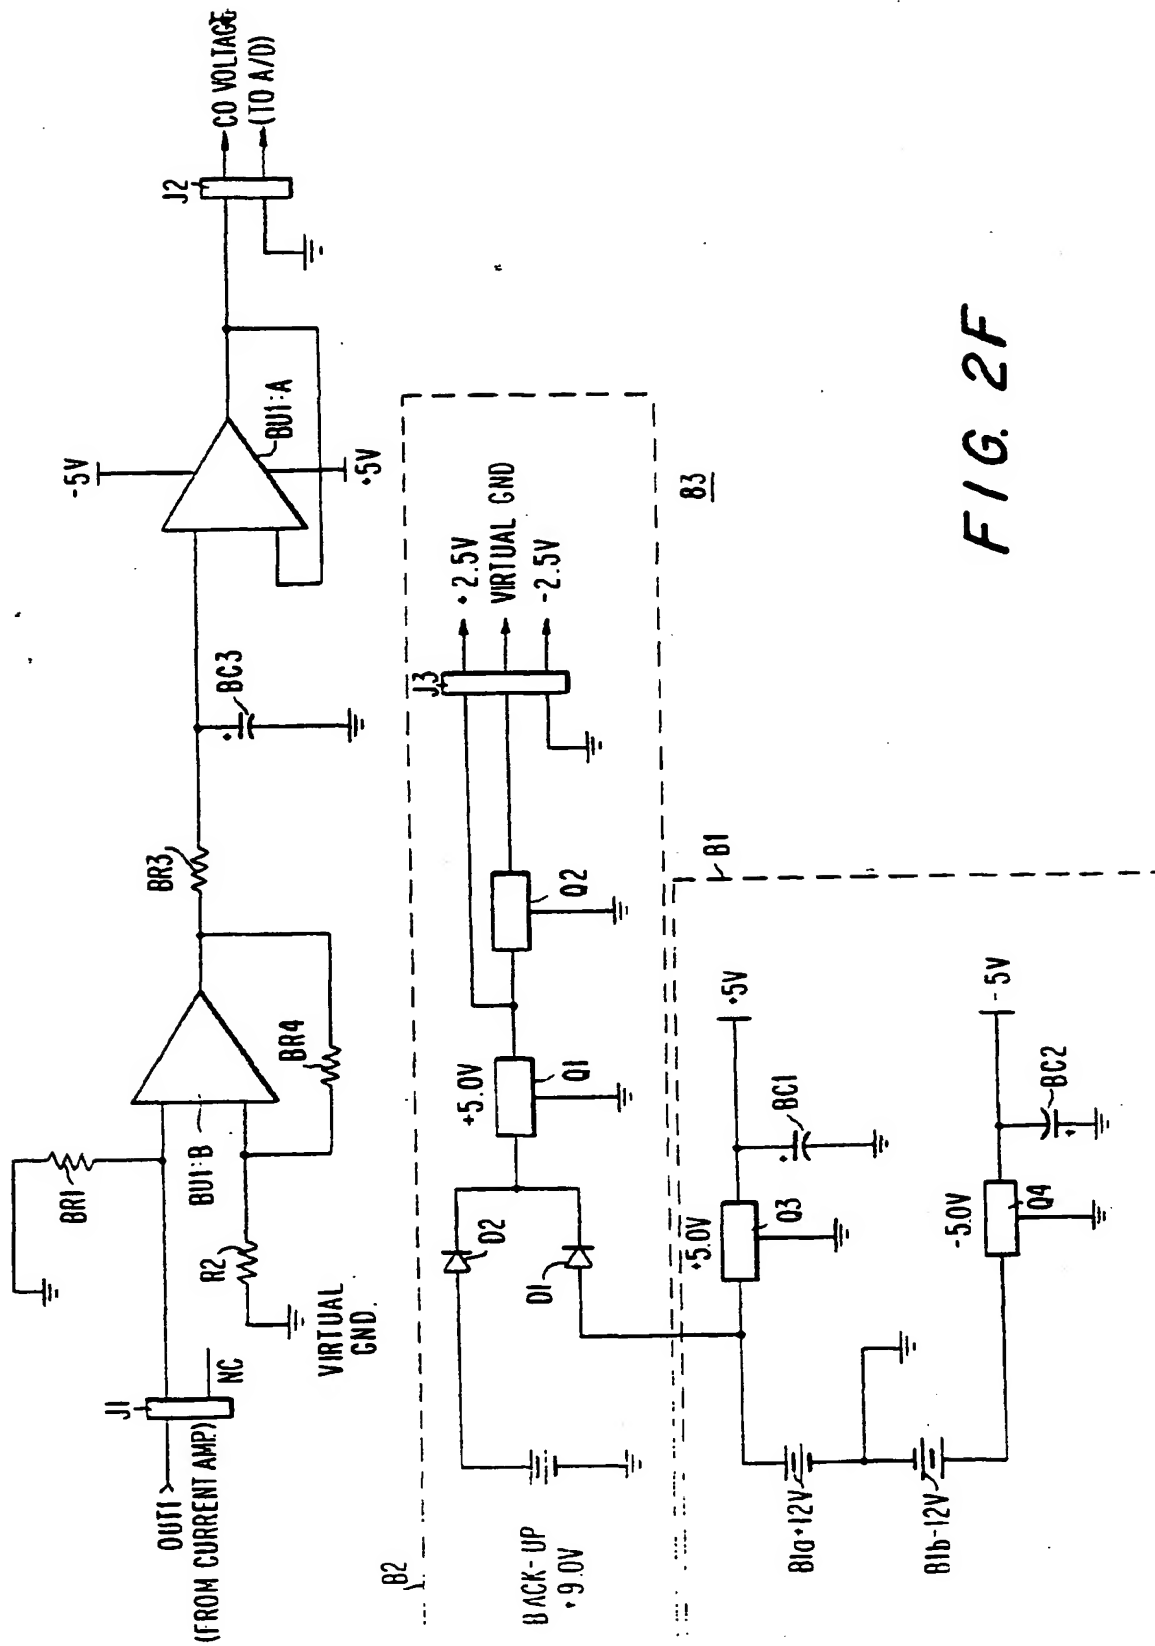 OUT1
(FROM CURRENT AMP.)
J1
NC
BR1
R2
VIRTUAL
GND.
BU1:B
BR4
BR3
BC3
-5V
BU1:A
+5V
J2
CO VOLTAGE
(TO A/D)
B2
BACK-UP
+9.0V
D2
D1
+5.0V
Q1
Q2
J3
+2.5V
VIRTUAL GND
-2.5V
B3
B1
B1a+12V
B1b-12V
+5.0V
Q3
BC1
+5V
-5.0V
Q4
BC2
-5V
FIG. 2F